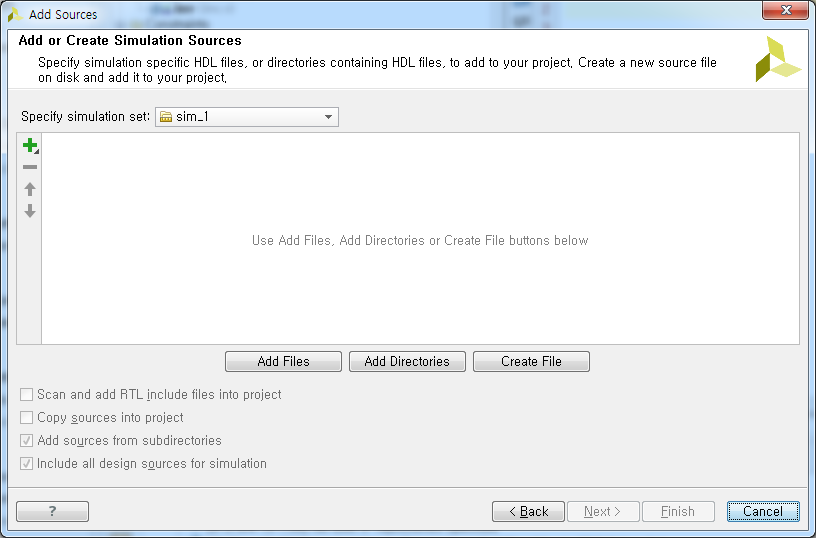 Add Sources
Add or Create Simulation Sources
Specify simulation specific HDL files, or directories containing HDL files, to add to your project. Create a new source file
on disk and add it to your project.
Specify simulation set: sim_1
Use Add Files, Add Directories or Create File buttons below
Add Files Add Directories Create File
Scan and add RTL include files into project
Copy sources into project
Add sources from subdirectories
Include all design sources for simulation
? < Back Next > Finish Cancel